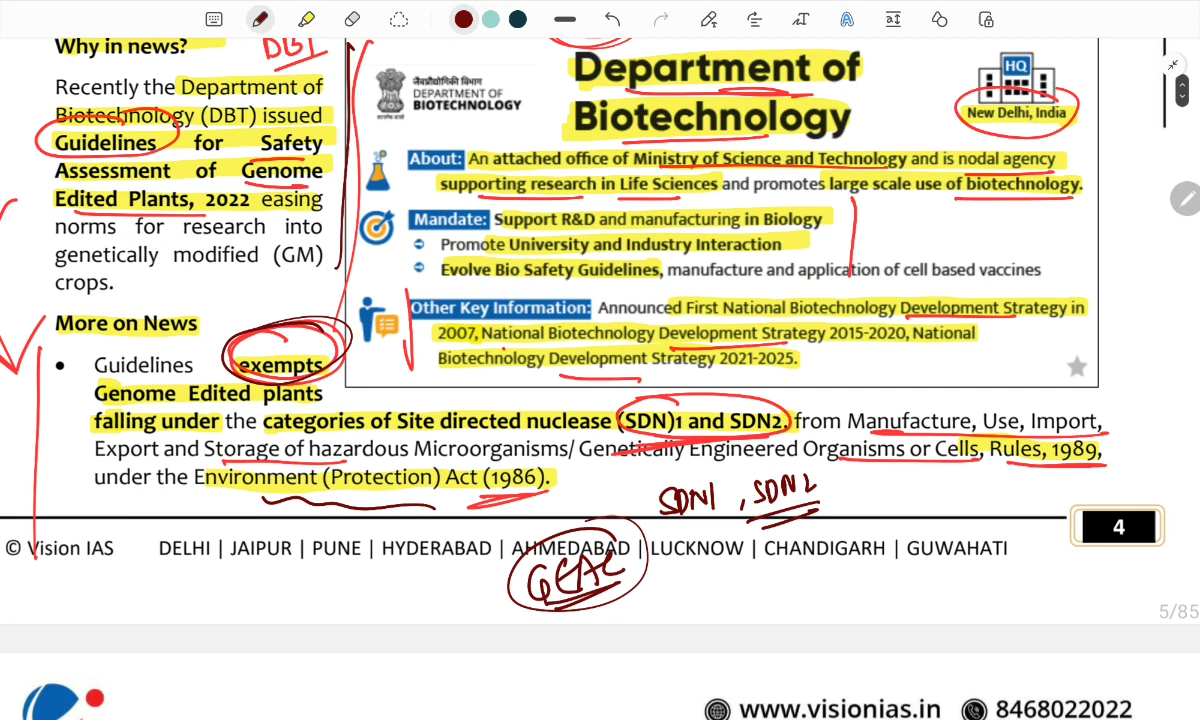 Why in news?
DBT
Recently the Department of
Biotechnology (DBT) issued
Guidelines for Safety
Assessment of Genome
Edited Plants, 2022 easing
norms for research into
genetically modified (GM)
crops.
More on News
जैवप्रौद्योगिकी विभाग
DEPARTMENT OF
BIOTECHNOLOGY
Department of
Biotechnology
HQ
New Delhi, India
About: An attached office of Ministry of Science and Technology and is nodal agency
supporting research in Life Sciences and promotes large scale use of biotechnology.
Mandate: Support R&D and manufacturing in Biology
Promote University and Industry Interaction
Evolve Bio Safety Guidelines, manufacture and application of cell based vaccines
Other Key Information: Announced First National Biotechnology Development Strategy in
2007, National Biotechnology Development Strategy 2015-2020, National
Biotechnology Development Strategy 2021-2025.
• Guidelines exempts
Genome Edited plants
falling under the categories of Site directed nuclease (SDN)1 and SDN2, from Manufacture, Use, Import,
Export and Storage of hazardous Microorganisms/ Genetically Engineered Organisms or Cells, Rules, 1989,
under the Environment (Protection) Act (1986).
SDN1, SDN2
4
© Vision IAS DELHI | JAIPUR | PUNE | HYDERABAD | AHMEDABAD | LUCKNOW | CHANDIGARH | GUWAHATI
GEAC
5/85
www.visionias.in 8468022022